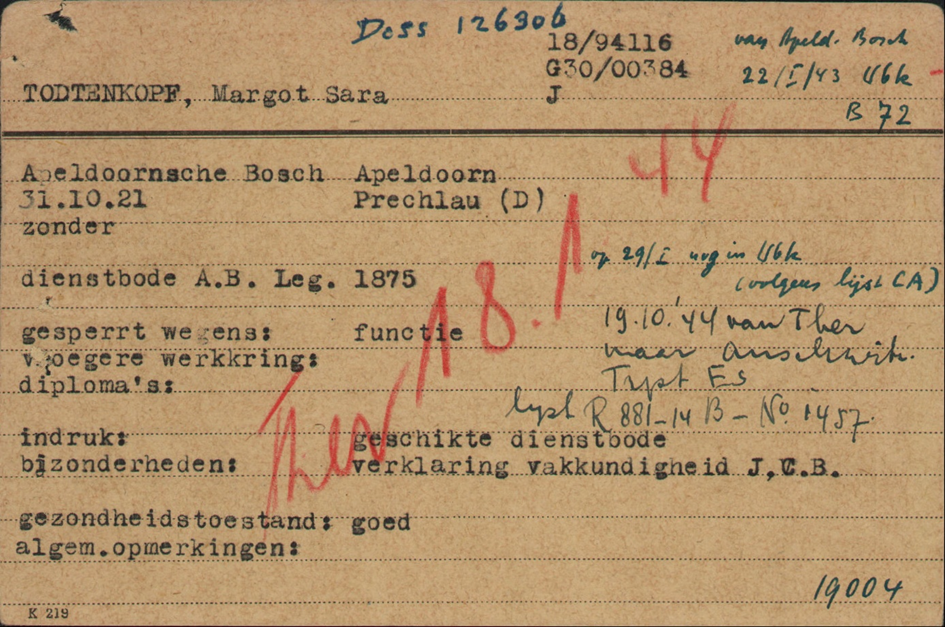 Doss 126306
18/94116
G30/00384
J
van Apeld. Bosch
22/I/43 Wbk
B 72
TODTENKOPF, Margot Sara
Apeldoornsche Bosch Apeldoorn
31.10.21 Prechlau (D)
zonder
Ther 18.1 44
op 29/I nog in Wbk
(volgens lijst CA)
dienstbode A.B. Leg. 1875
gesperrt wegens: functie
vroegere werkkring:
diploma's:
19.10.'44 van Ther
naar Auschwitz.
Trpt Es
lijst R 881-14 B - No 1457.
indruk: geschikte dienstbode
bizonderheden: verklaring vakkundigheid J.C.B.
gezondheidstoestand: goed
algem.opmerkingen:
19004
K 219